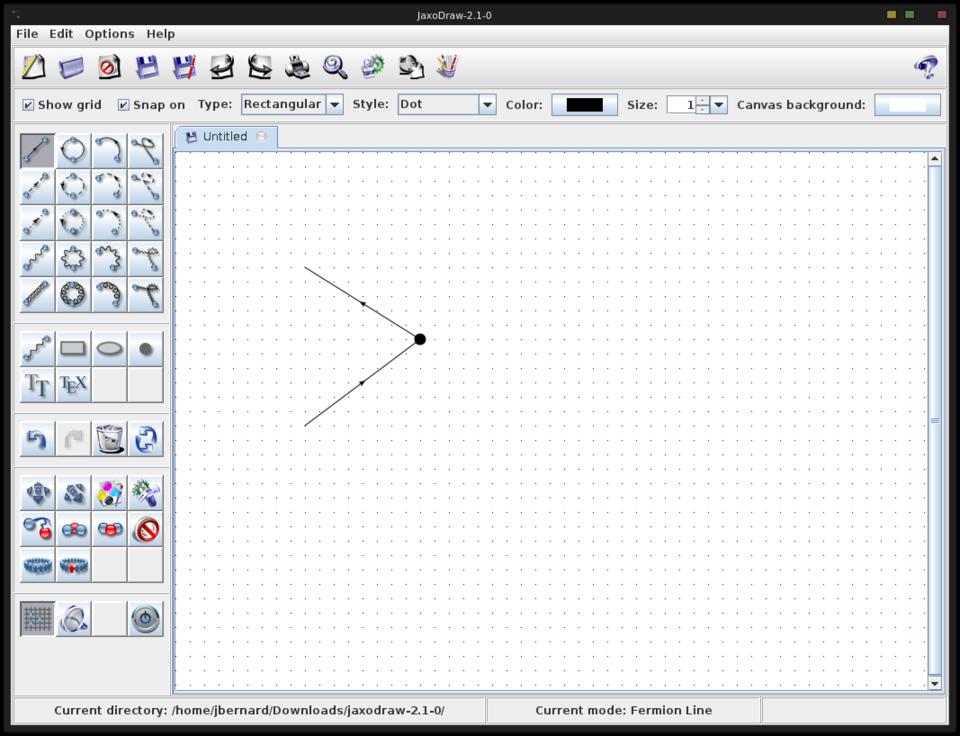 JaxoDraw-2.1-0
File Edit Options Help
Show grid Snap on Type: Rectangular Style: Dot Color: Size: 1 Canvas background:
Untitled
TT TEX
Current directory: /home/jbernard/Downloads/jaxodraw-2.1-0/ Current mode: Fermion Line